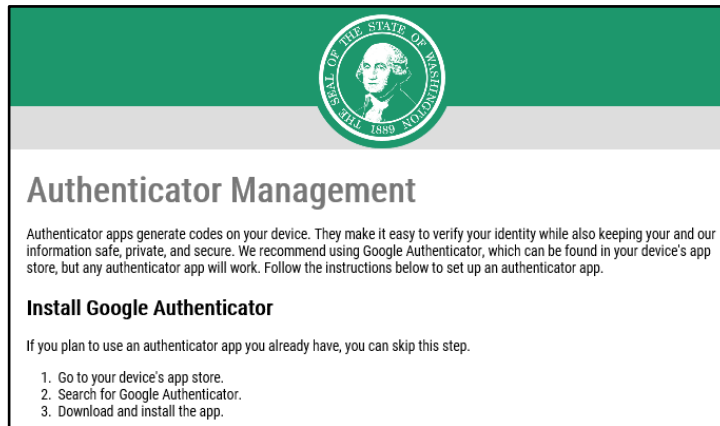 THE SEAL OF THE STATE OF WASHINGTON
1889
Authenticator Management
Authenticator apps generate codes on your device. They make it easy to verify your identity while also keeping your and our
information safe, private, and secure. We recommend using Google Authenticator, which can be found in your device's app
store, but any authenticator app will work. Follow the instructions below to set up an authenticator app.
Install Google Authenticator
If you plan to use an authenticator app you already have, you can skip this step.
1. Go to your device's app store.
2. Search for Google Authenticator.
3. Download and install the app.